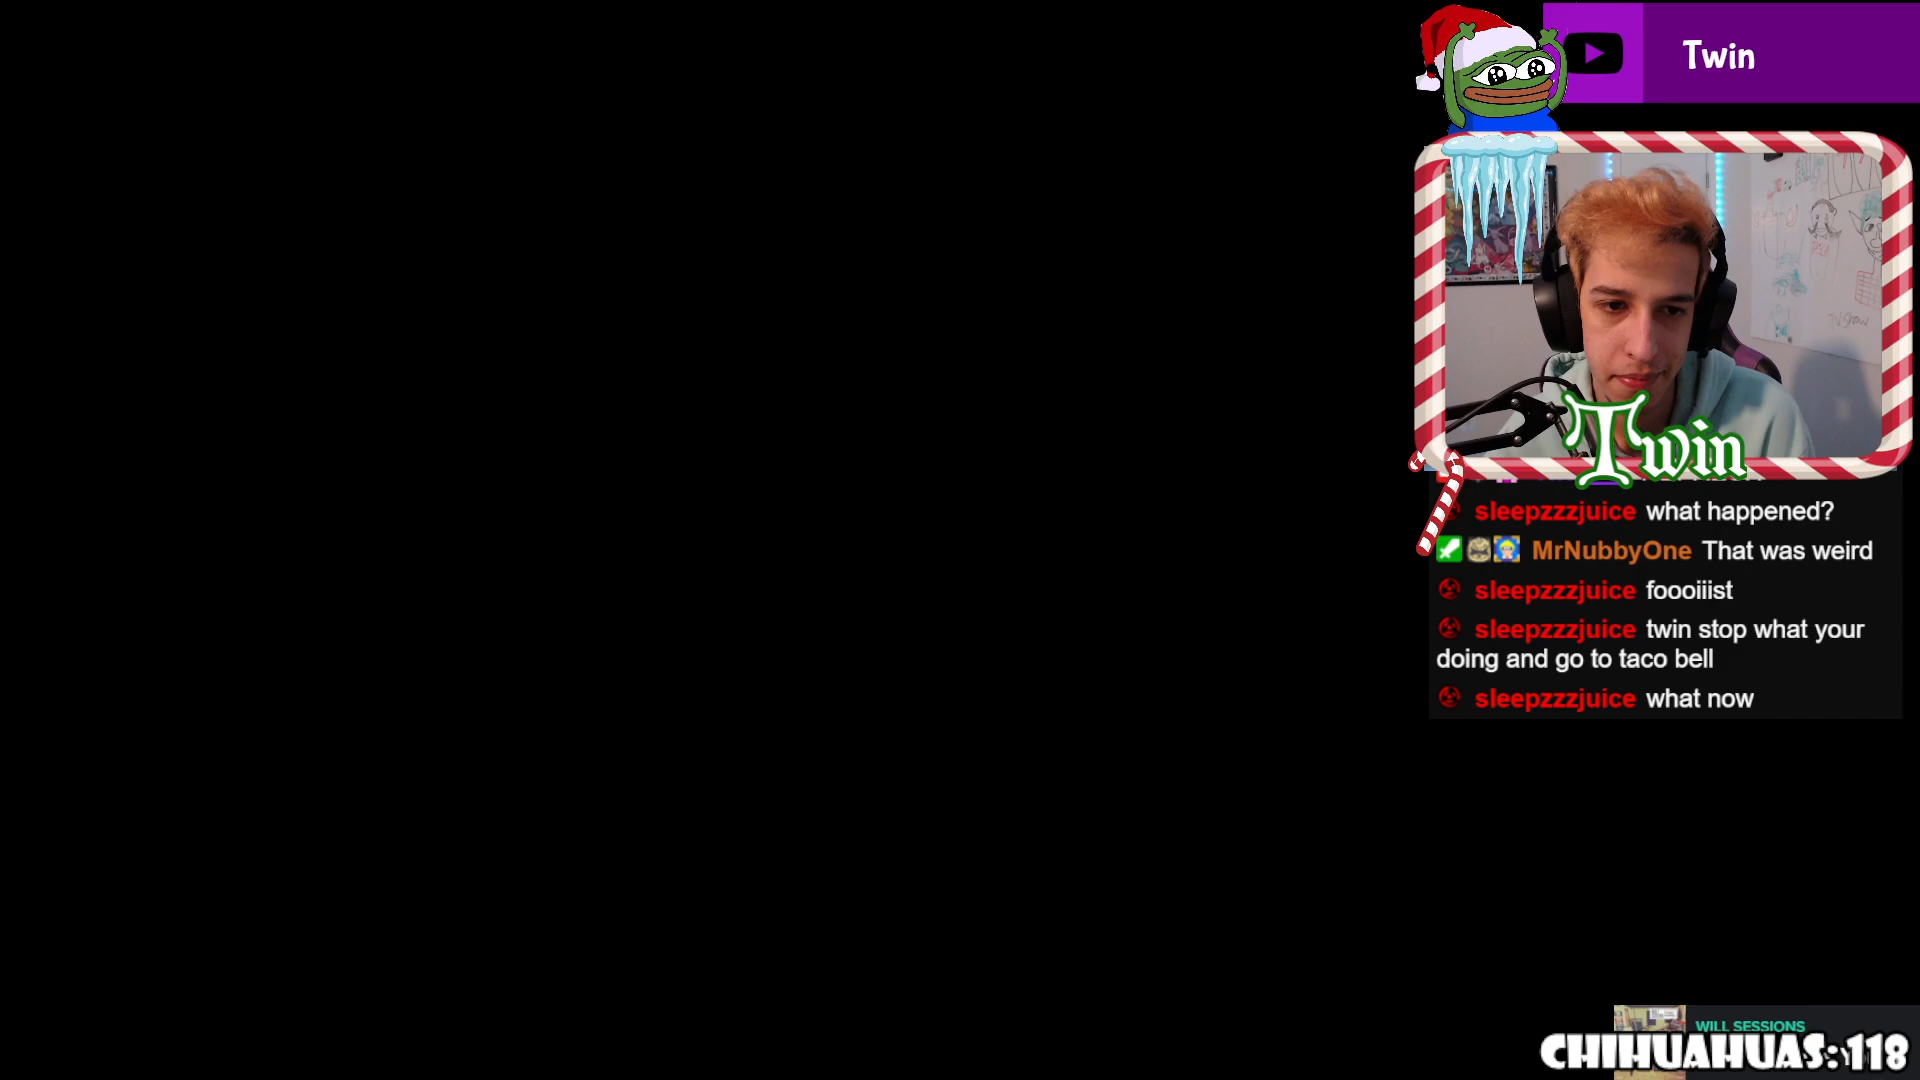 Twin
Twin
sleepzzzjuice what happened?
MrNubbyOne That was weird
sleepzzzjuice foooiiist
sleepzzzjuice twin stop what your
doing and go to taco bell
sleepzzzjuice what now
WILL SESSIONS
CHIHUAHUAS:118